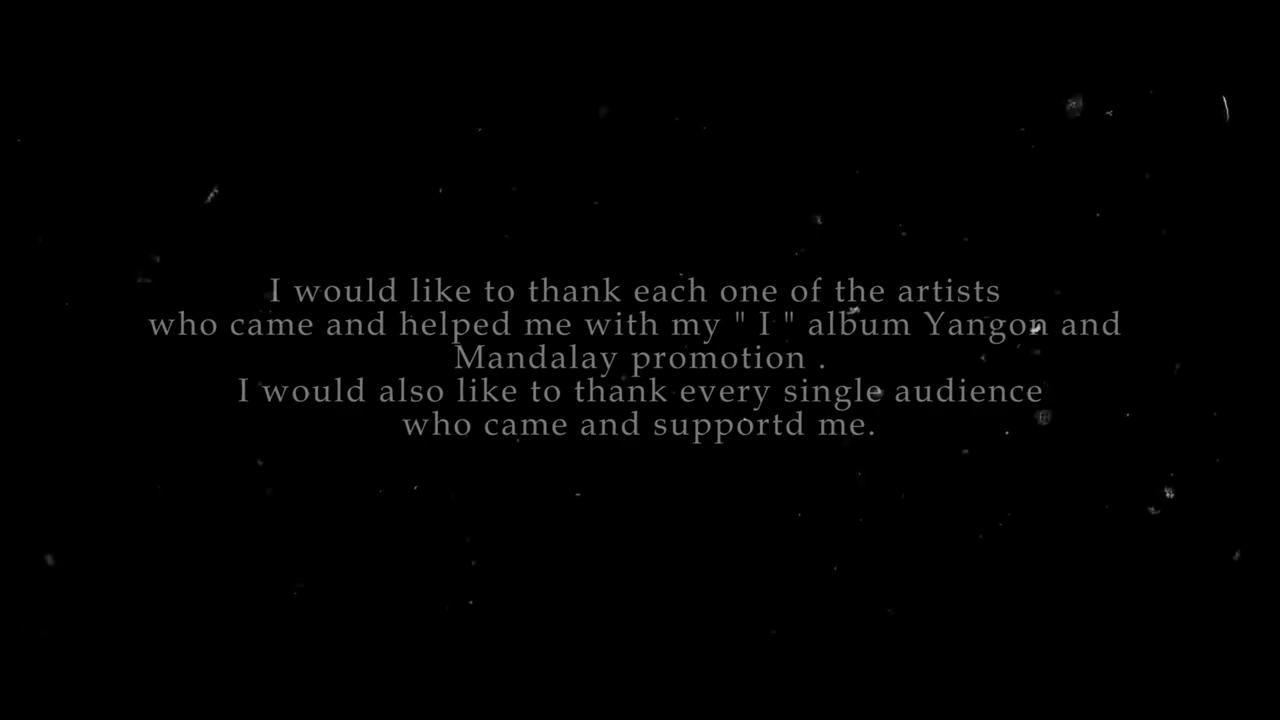 I would like to thank each one of the artists
who came and helped me with my " I " album Yangon and
Mandalay promotion .
I would also like to thank every single audience
who came and supportd me.